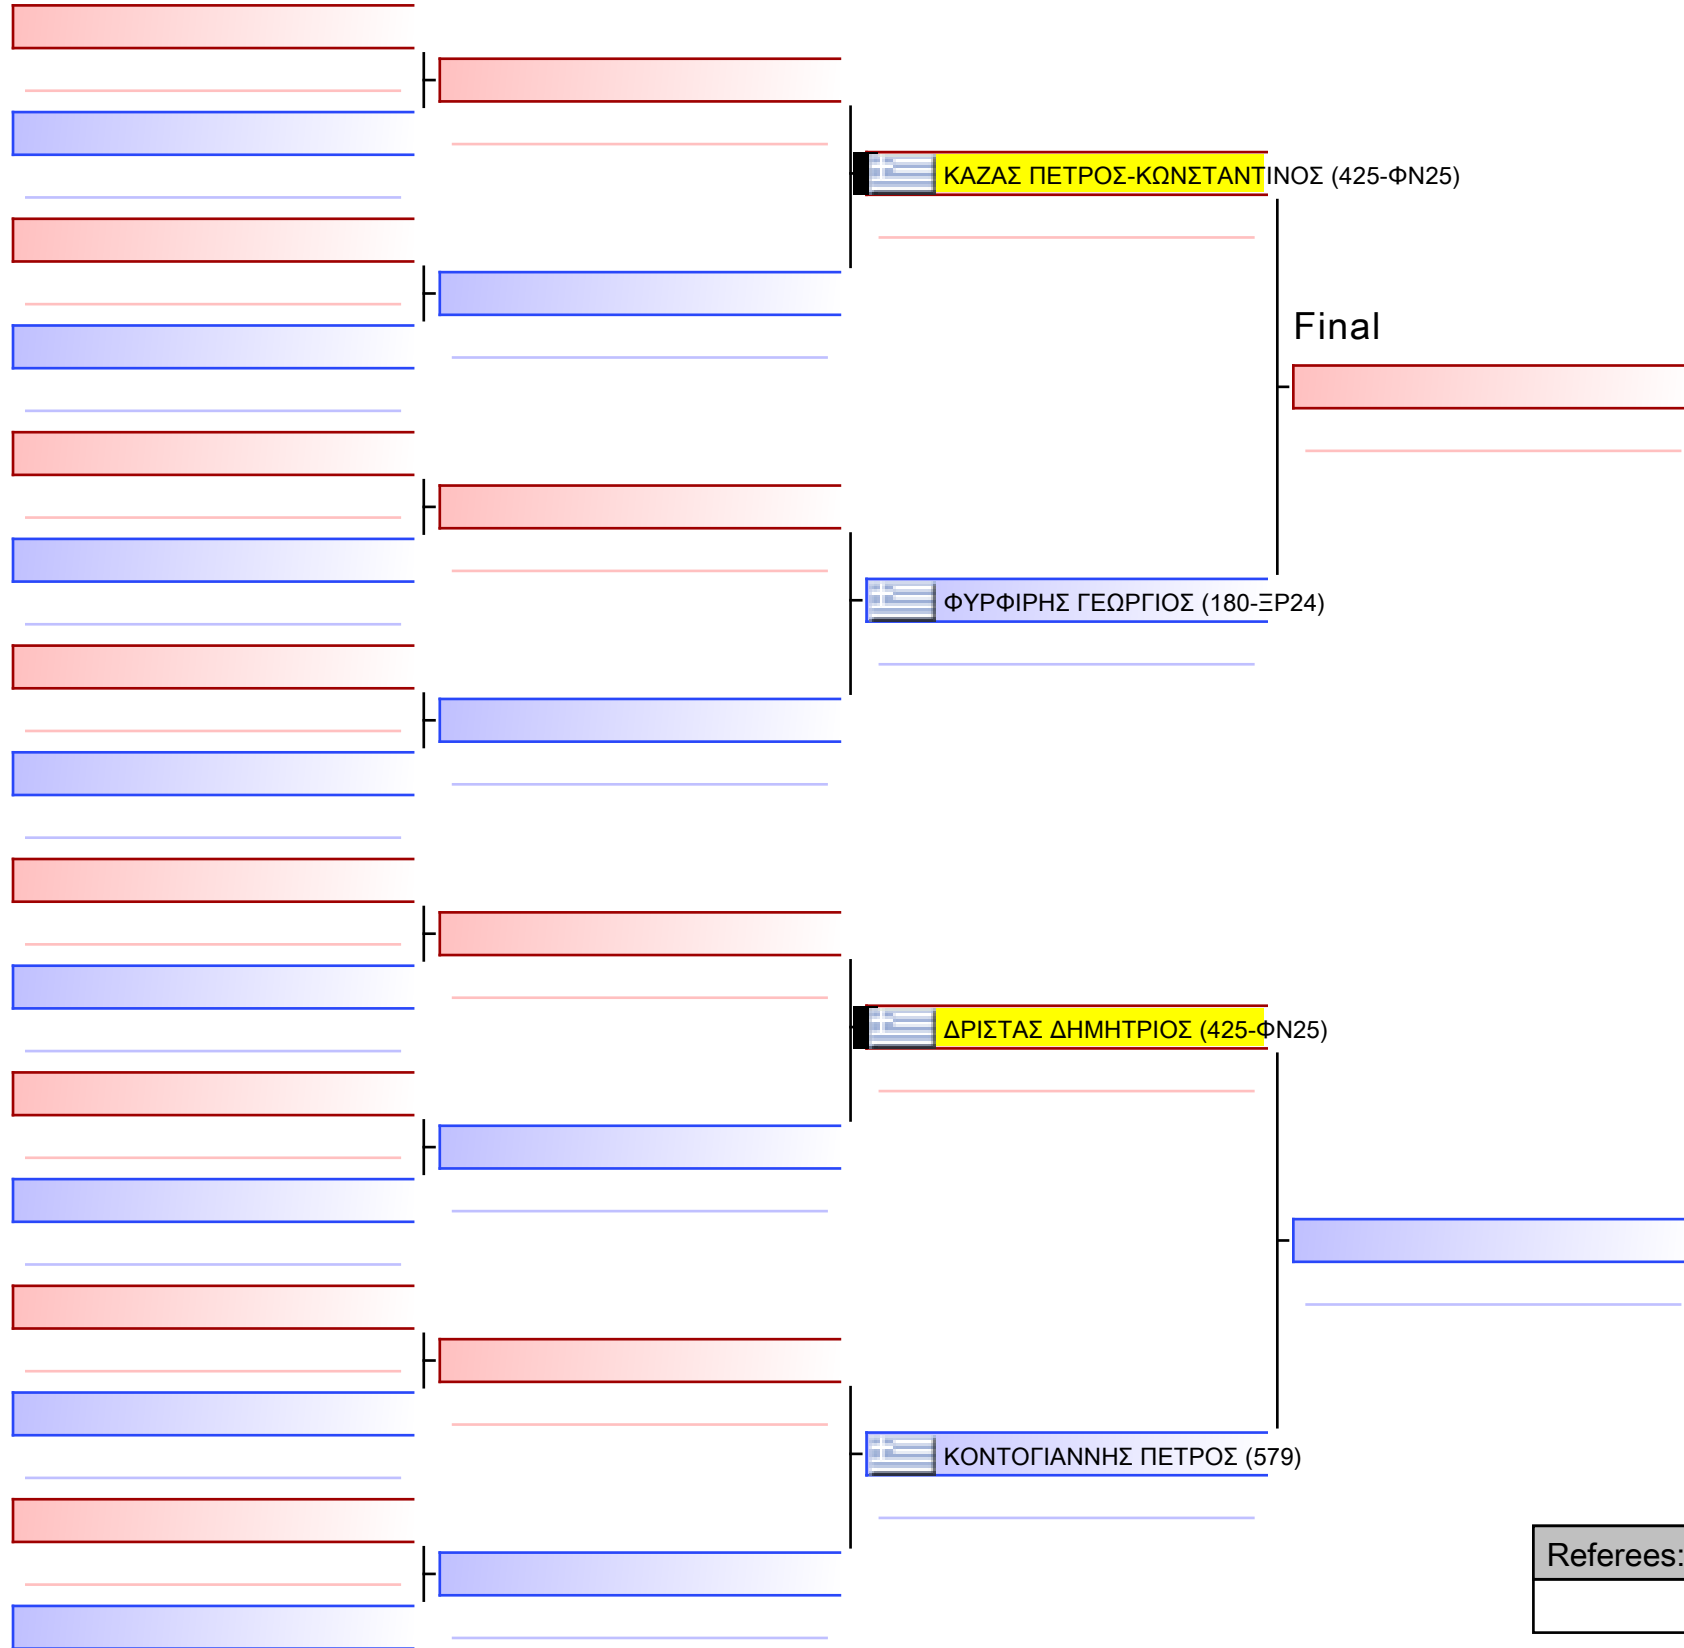 ΚΑΖΑΣ ΠΕΤΡΟΣ-ΚΩΝΣΤΑΝΤΙΝΟΣ (425-ΦΝ25)
Final
ΦΥΡΦΙΡΗΣ ΓΕΩΡΓΙΟΣ (180-ΞΡ24)
ΔΡΙΣΤΑΣ ΔΗΜΗΤΡΙΟΣ (425-ΦΝ25)
ΚΟΝΤΟΓΙΑΝΝΗΣ ΠΕΤΡΟΣ (579)
Referees: